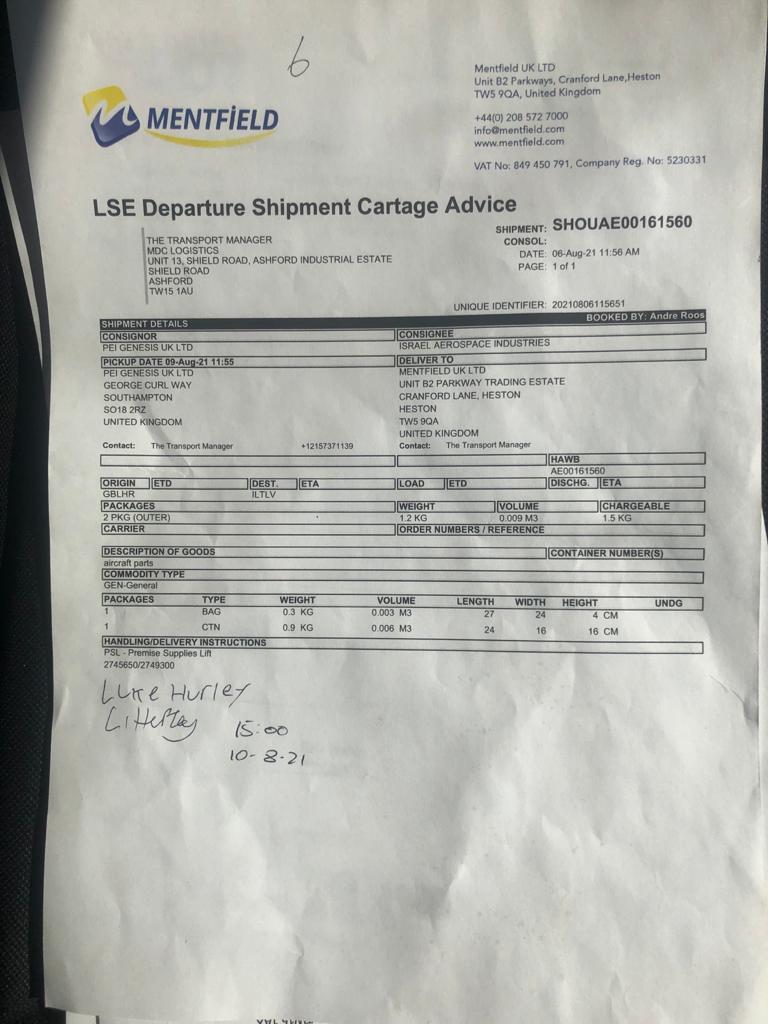 6
MENTFiELD
Mentfield UK LTD
Unit B2 Parkways, Cranford Lane,Heston
TW5 9QA, United Kingdom
+44(0) 208 572 7000
info@mentfield.com
www.mentfield.com
VAT No: 849 450 791, Company Reg. No: 5230331
LSE Departure Shipment Cartage Advice
SHIPMENT: SHOUAE00161560
CONSOL:
DATE: 06-Aug-21 11:56 AM
PAGE: 1 of 1
THE TRANSPORT MANAGER
MDC LOGISTICS
UNIT 13, SHIELD ROAD, ASHFORD INDUSTRIAL ESTATE
SHIELD ROAD
ASHFORD
TW15 1AU
UNIQUE IDENTIFIER: 20210806115651
SHIPMENT DETAILS BOOKED BY: Andre Roos
CONSIGNOR CONSIGNEE
PEI GENESIS UK LTD ISRAEL AEROSPACE INDUSTRIES
PICKUP DATE 09-Aug-21 11:55 DELIVER TO
PEI GENESIS UK LTD MENTFIELD UK LTD
GEORGE CURL WAY UNIT B2 PARKWAY TRADING ESTATE
SOUTHAMPTON CRANFORD LANE, HESTON
SO18 2RZ HESTON
UNITED KINGDOM TW5 9QA
UNITED KINGDOM
Contact: The Transport Manager +12157371139 Contact: The Transport Manager
HAWB
AE00161560
ORIGIN ETD DEST. ETA LOAD ETD DISCHG. ETA
GBLHR ILTLV
PACKAGES WEIGHT VOLUME CHARGEABLE
2 PKG (OUTER) 1.2 KG 0.009 M3 1.5 KG
CARRIER ORDER NUMBERS / REFERENCE
DESCRIPTION OF GOODS CONTAINER NUMBER(S)
aircraft parts
COMMODITY TYPE
GEN-General
PACKAGES TYPE WEIGHT VOLUME LENGTH WIDTH HEIGHT UNDG
1 BAG 0.3 KG 0.003 M3 27 24 4 CM
1 CTN 0.9 KG 0.006 M3 24 16 16 CM
HANDLING/DELIVERY INSTRUCTIONS
PSL - Premise Supplies Lift
2745650/2749300
Luke Hurley
15:00
10-8-21